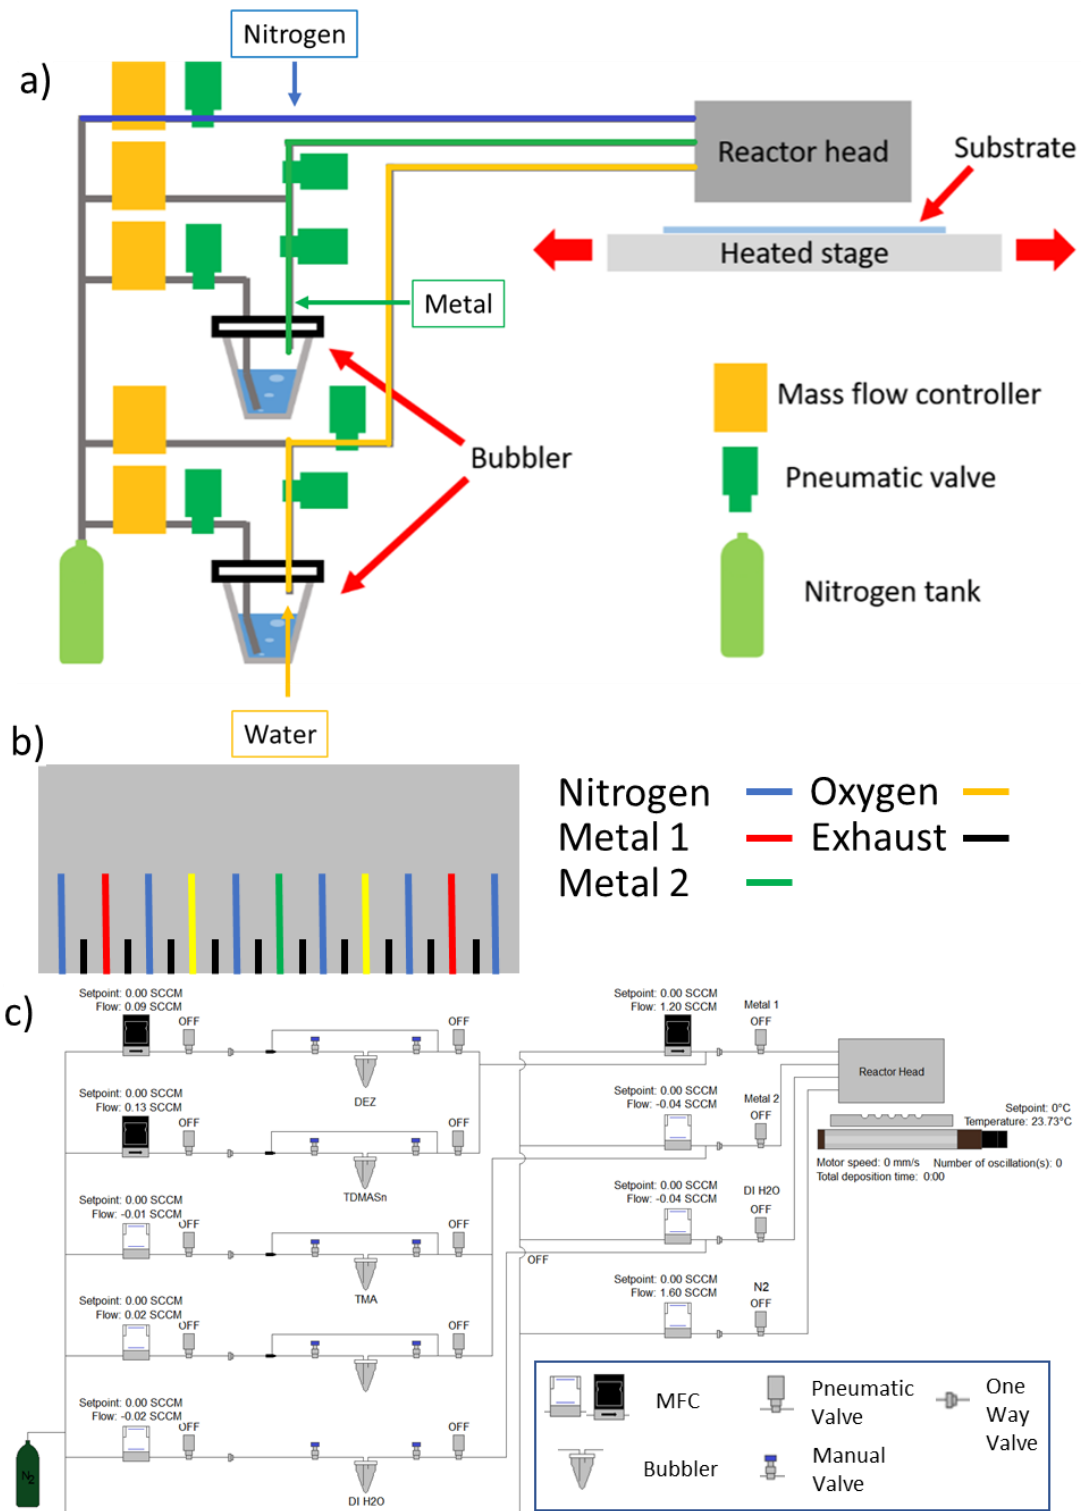 a)
Nitrogen
Reactor head
Substrate
Heated stage
Metal
Mass flow controller
Bubbler
Pneumatic valve
Nitrogen tank
Water
b)
Nitrogen
Oxygen
Metal 1
Exhaust
Metal 2
c)
Setpoint: 0.00 SCCM
Flow: 0.09 SCCM
OFF
OFF
DEZ
Setpoint: 0.00 SCCM
Flow: 0.13 SCCM
OFF
OFF
TDMASn
Setpoint: 0.00 SCCM
Flow: -0.01 SCCM
OFF
OFF
TMA
Setpoint: 0.00 SCCM
Flow: 0.02 SCCM
OFF
OFF
Setpoint: 0.00 SCCM
Flow: -0.02 SCCM
OFF
OFF
DI H2O
N2
Setpoint: 0.00 SCCM
Flow: 1.20 SCCM
Metal 1
OFF
Setpoint: 0.00 SCCM
Flow: -0.04 SCCM
Metal 2
OFF
Setpoint: 0.00 SCCM
Flow: -0.04 SCCM
DI H2O
OFF
OFF
Setpoint: 0.00 SCCM
Flow: 1.60 SCCM
N2
OFF
Reactor Head
Setpoint: 0°C
Temperature: 23.73°C
Motor speed: 0 mm/s
Number of oscillation(s): 0
Total deposition time: 0:00
MFC
Pneumatic
Valve
One
Way
Valve
Bubbler
Manual
Valve